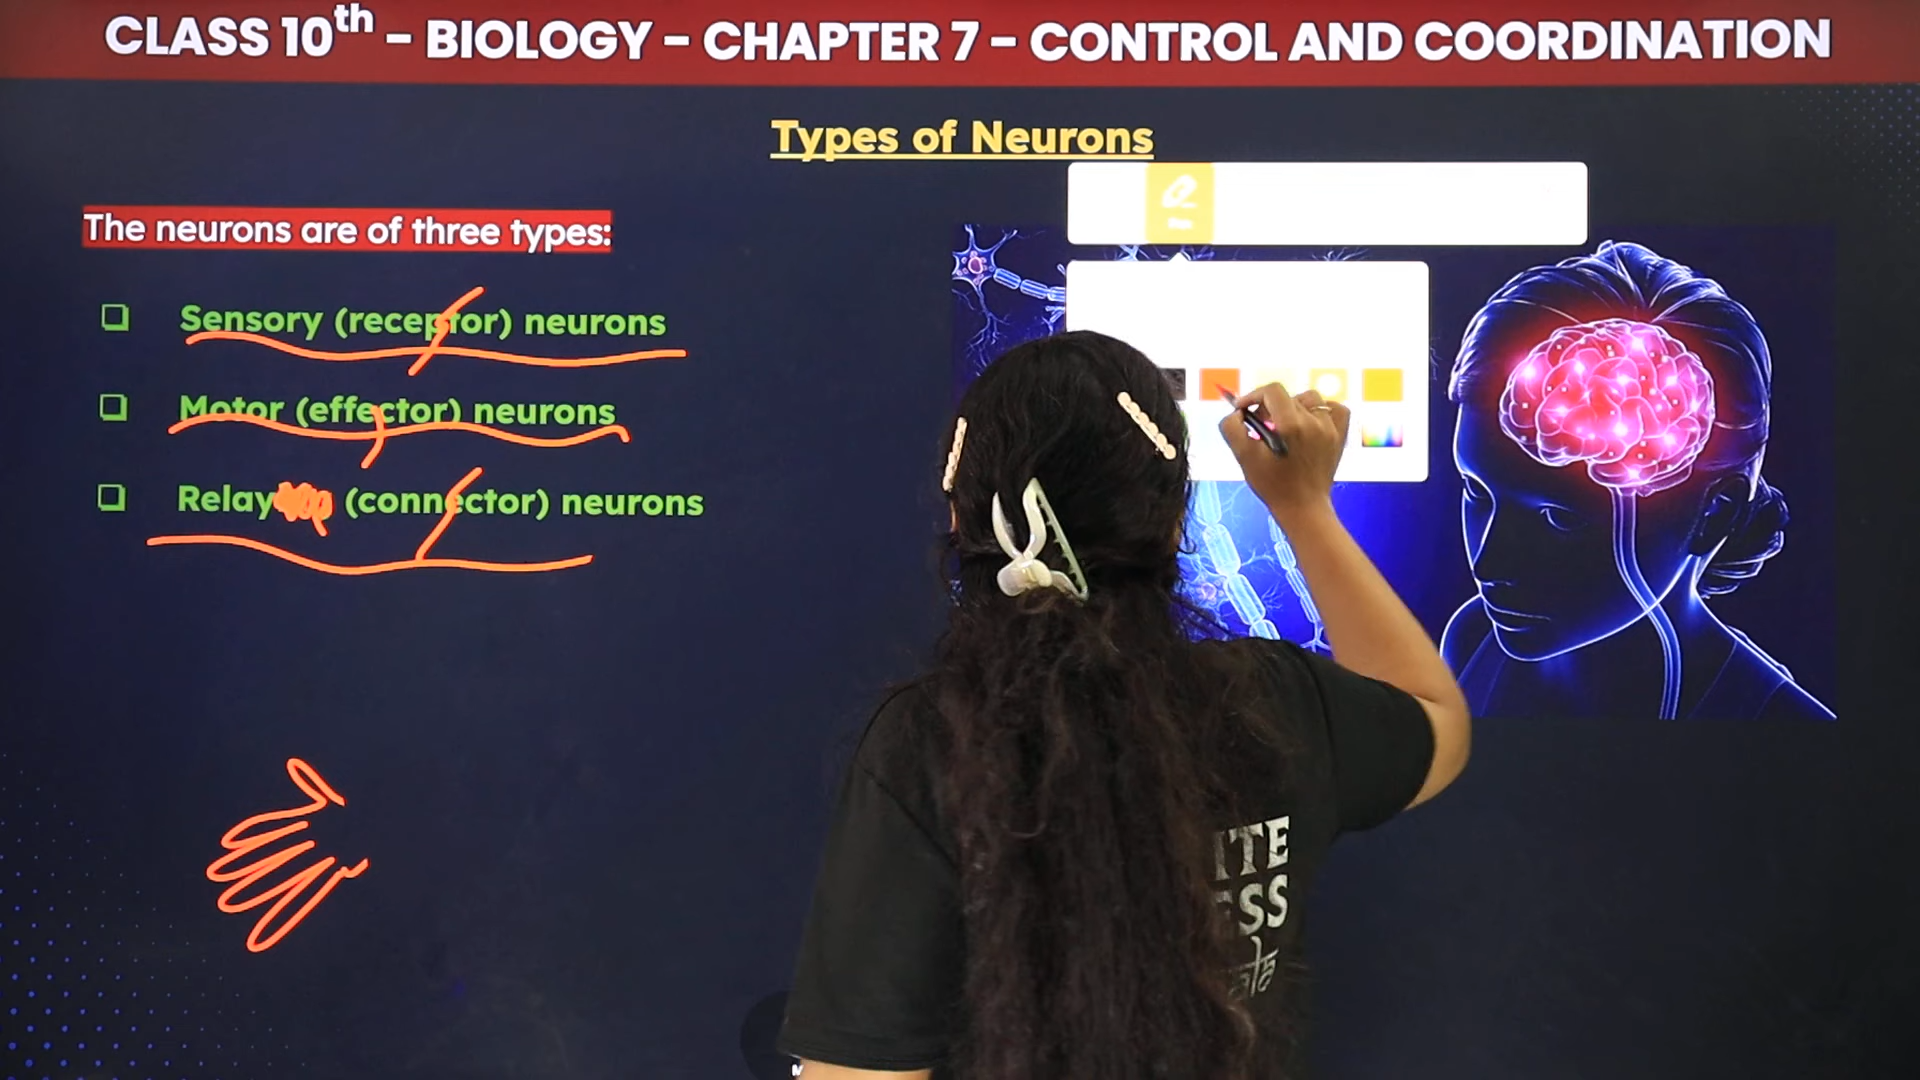 CLASS 10th - BIOLOGY - CHAPTER 7 - CONTROL AND COORDINATION
Types of Neurons
The neurons are of three types:
❑ Sensory (receptor) neurons
❑ Motor (effector) neurons
❑ Relay (connector) neurons